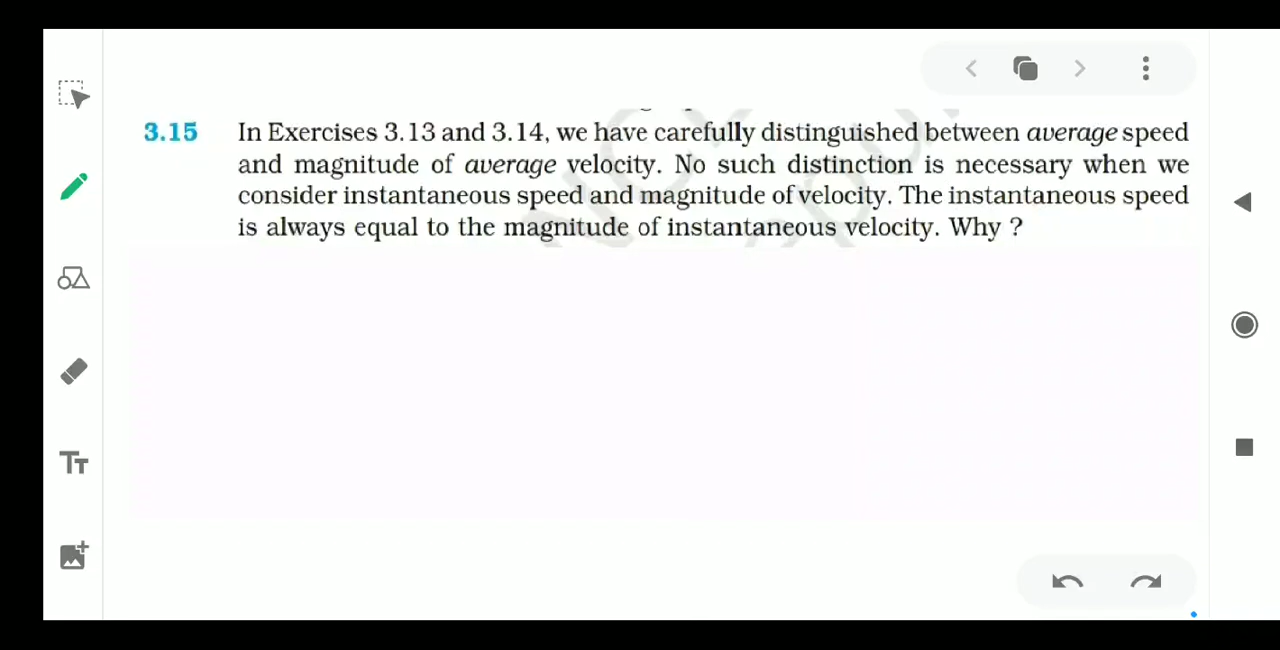 3.15 In Exercises 3.13 and 3.14, we have carefully distinguished between average speed
and magnitude of average velocity. No such distinction is necessary when we
consider instantaneous speed and magnitude of velocity. The instantaneous speed
is always equal to the magnitude of instantaneous velocity. Why ?
Tт